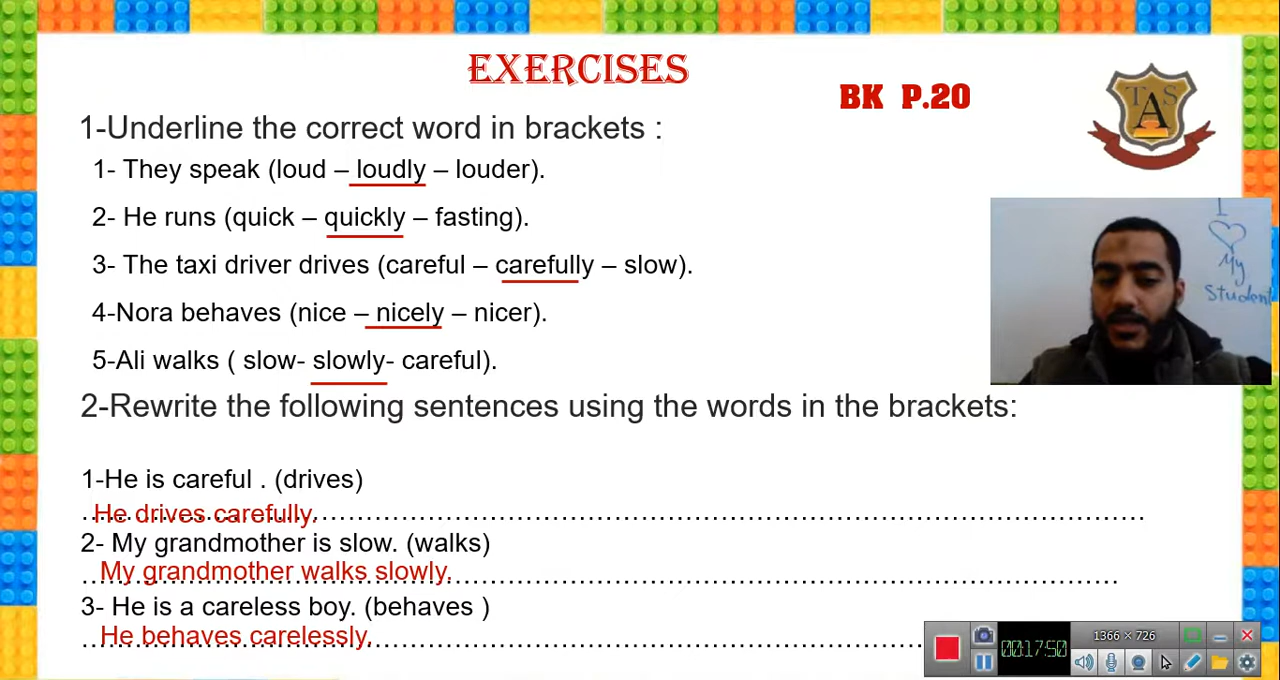 EXERCISES
BK P.20
TAS
1-Underline the correct word in brackets :
1- They speak (loud – loudly – louder).
2- He runs (quick – quickly – fasting).
3- The taxi driver drives (careful – carefully – slow).
4-Nora behaves (nice – nicely – nicer).
5-Ali walks ( slow- slowly- careful).
I
My
Student
2-Rewrite the following sentences using the words in the brackets:
1-He is careful . (drives)
He drives carefully.
2- My grandmother is slow. (walks)
My grandmother walks slowly.
3- He is a careless boy. (behaves )
He behaves carelessly.
00:17:50
1366 × 726